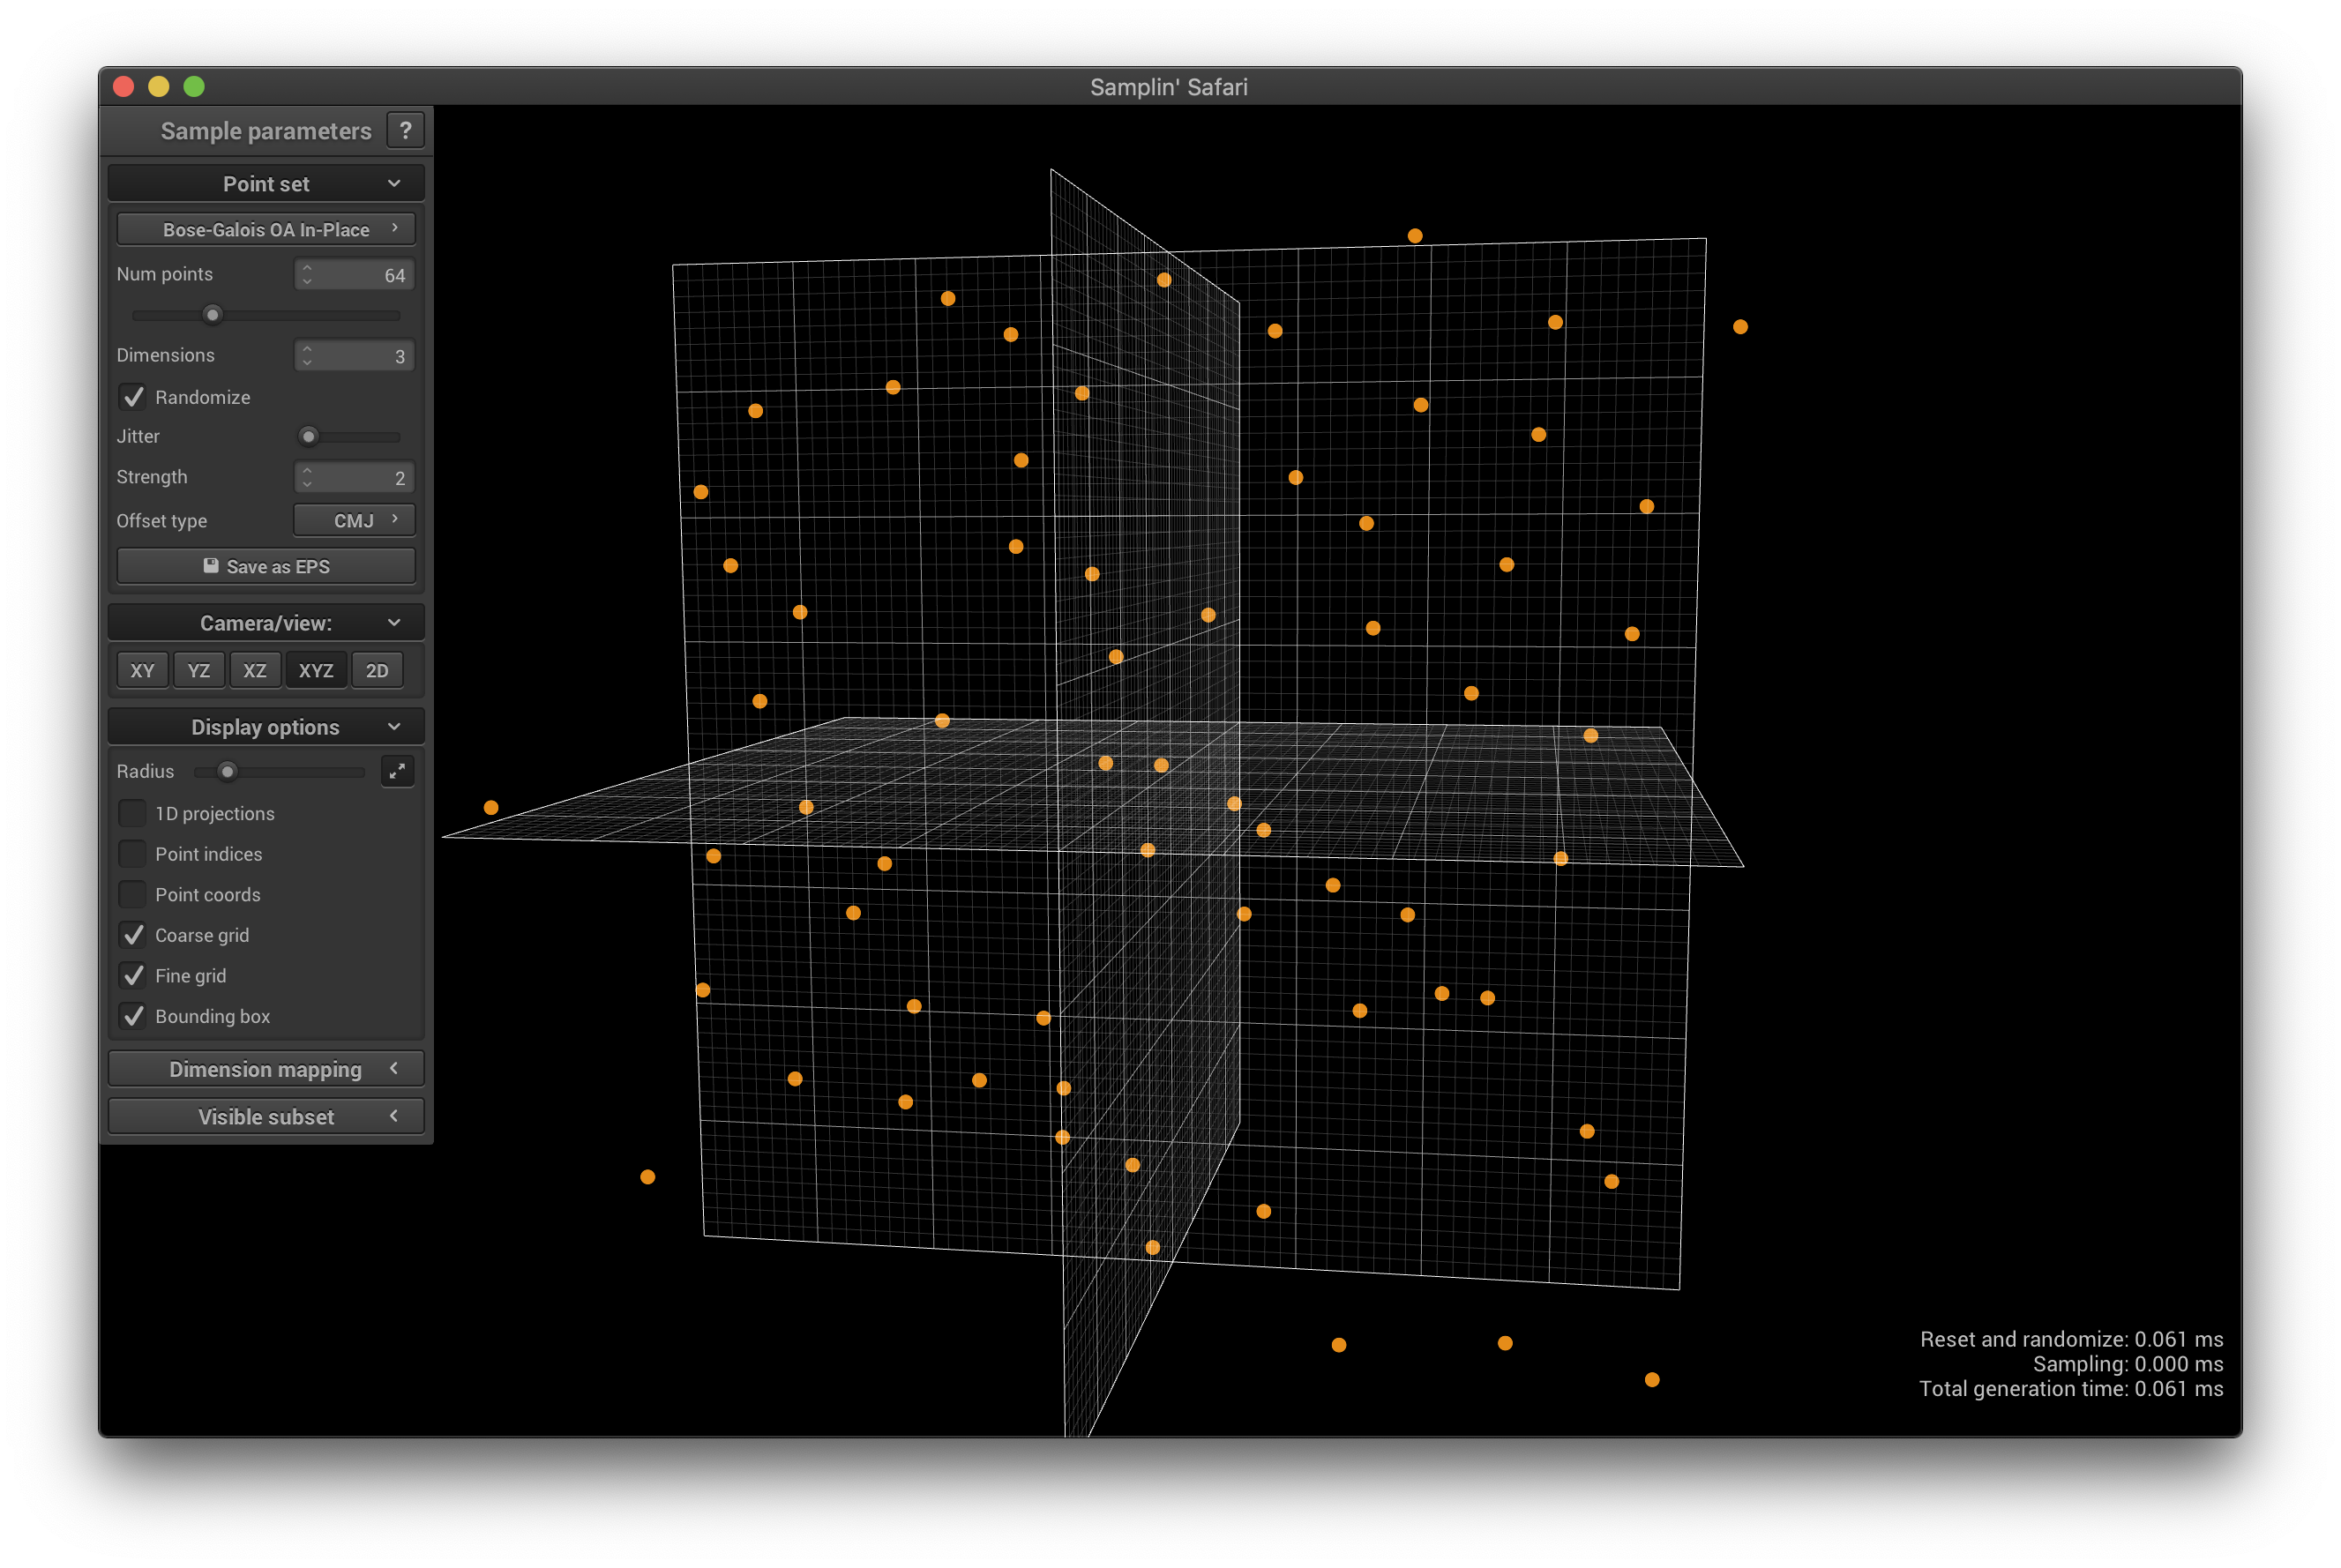 Samplin' Safari
Sample parameters ?
Point set
Bose-Galois OA In-Place
Num points 64
Dimensions 3
Randomize
Jitter
Strength 2
Offset type CMJ
Save as EPS
Camera/view:
XY YZ XZ XYZ 2D
Display options
Radius
1D projections
Point indices
Point coords
Coarse grid
Fine grid
Bounding box
Dimension mapping
Visible subset
Reset and randomize: 0.061 ms
Sampling: 0.000 ms
Total generation time: 0.061 ms